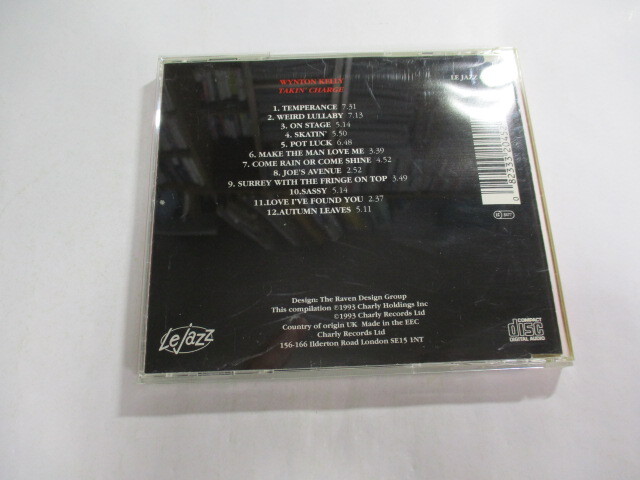 WYNTON KELLY
TAKIN' CHARGE
LE JAZZ
1. TEMPERANCE 7.31
2. WEIRD LULLABY 7.13
3. ON STAGE 5.14
4. SKATIN' 5.50
5. POT LUCK 6.48
6. MAKE THE MAN LOVE ME 3.39
7. COME RAIN OR COME SHINE 4.52
8. JOE'S AVENUE 2.52
9. SURREY WITH THE FRINGE ON TOP 3.49
10.SASSY 5.14
11.LOVE I'VE FOUND YOU 2.37
12.AUTUMN LEAVES 5.11
Design: The Raven Design Group
This compilation ℗1993 Charly Holdings Inc
©1993 Charly Records Ltd
Country of origin UK Made in the EEC
Charly Records Ltd
156-166 Ilderton Road London SE15 1NT
LeJazz
COMPACT
disc
DIGITAL AUDIO